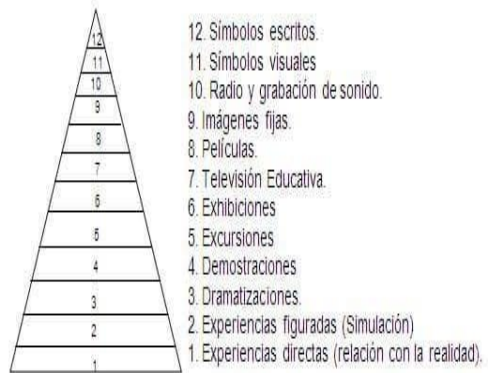 12
11
10
9
8
7
6
5
4
3
2
1
12. Símbolos escritos.
11. Símbolos visuales
10. Radio y grabación de sonido.
9. Imágenes fijas.
8. Películas.
7. Televisión Educativa.
6. Exhibiciones
5. Excursiones
4. Demostraciones
3. Dramatizaciones.
2. Experiencias figuradas (Simulación)
1. Experiencias directas (relación con la realidad).